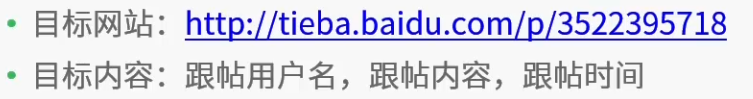 • 目标网站：http://tieba.baidu.com/p/3522395718
• 目标内容：跟帖用户名，跟帖内容，跟帖时间